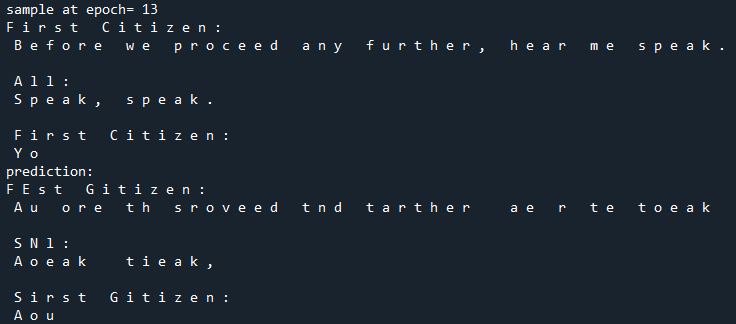 sample at epoch= 13
F i r s t   C i t i z e n :
B e f o r e   w e   p r o c e e d   a n y   f u r t h e r ,   h e a r   m e   s p e a k .
A l l :
S p e a k ,   s p e a k .
F i r s t   C i t i z e n :
Y o
prediction:
F E s t   G i t i z e n :
A u   o r e   t h   s r o v e e d   t n d   t a r t h e r     a e   r   t e   t o e a k
S N l :
A o e a k     t i e a k ,
S i r s t   G i t i z e n :
A o u